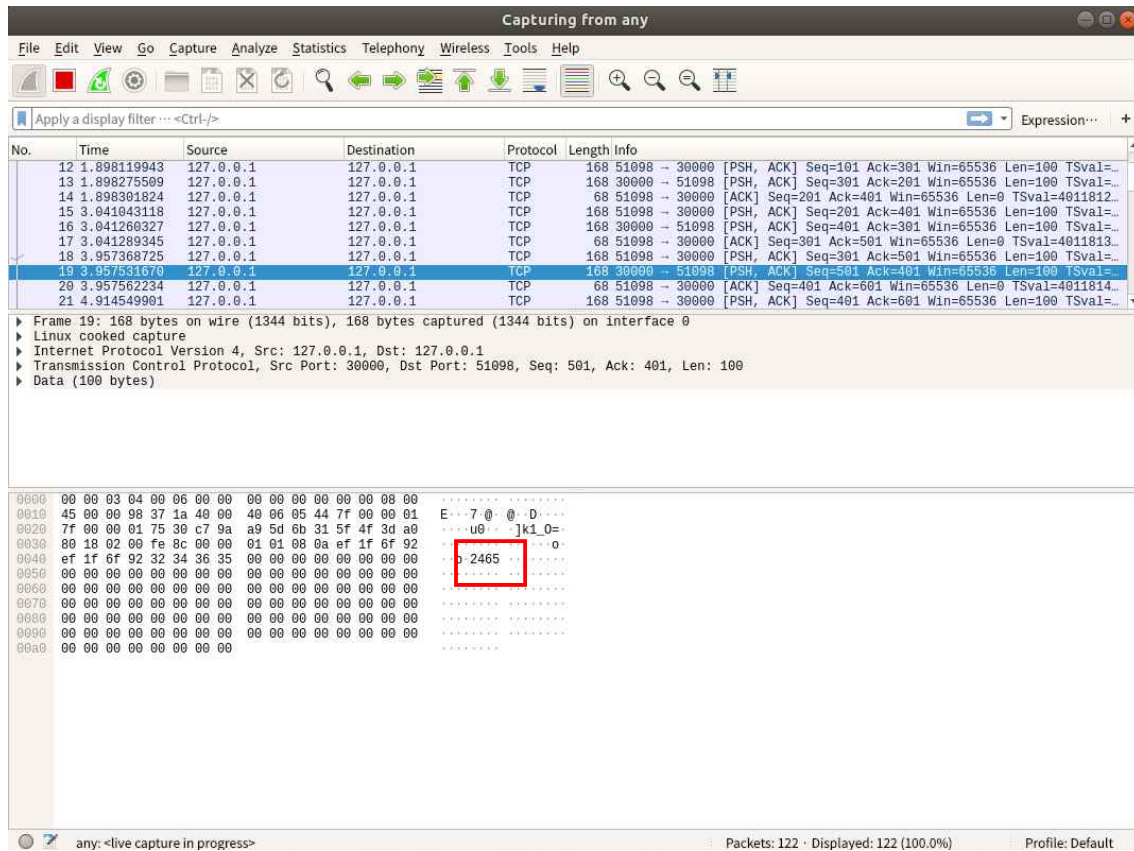 Capturing from any
File Edit View Go Capture Analyze Statistics Telephony Wireless Tools Help
Apply a display filter ··· <Ctrl-/> Expression··· +
No. Time Source Destination Protocol Length Info
12 1.898119943 127.0.0.1 127.0.0.1 TCP 168 51098 → 30000 [PSH, ACK] Seq=101 Ack=301 Win=65536 Len=100 TSval=…
13 1.898275509 127.0.0.1 127.0.0.1 TCP 168 30000 → 51098 [PSH, ACK] Seq=301 Ack=201 Win=65536 Len=100 TSval=…
14 1.898301824 127.0.0.1 127.0.0.1 TCP 68 51098 → 30000 [ACK] Seq=201 Ack=401 Win=65536 Len=0 TSval=4011812…
15 3.041043118 127.0.0.1 127.0.0.1 TCP 168 51098 → 30000 [PSH, ACK] Seq=201 Ack=401 Win=65536 Len=100 TSval=…
16 3.041260327 127.0.0.1 127.0.0.1 TCP 168 30000 → 51098 [PSH, ACK] Seq=401 Ack=301 Win=65536 Len=100 TSval=…
17 3.041289345 127.0.0.1 127.0.0.1 TCP 68 51098 → 30000 [ACK] Seq=301 Ack=501 Win=65536 Len=0 TSval=4011813…
18 3.957368725 127.0.0.1 127.0.0.1 TCP 168 51098 → 30000 [PSH, ACK] Seq=301 Ack=501 Win=65536 Len=100 TSval=…
19 3.957531670 127.0.0.1 127.0.0.1 TCP 168 30000 → 51098 [PSH, ACK] Seq=501 Ack=401 Win=65536 Len=100 TSval=…
20 3.957562234 127.0.0.1 127.0.0.1 TCP 68 51098 → 30000 [ACK] Seq=401 Ack=601 Win=65536 Len=0 TSval=4011814…
21 4.914549901 127.0.0.1 127.0.0.1 TCP 168 51098 → 30000 [PSH, ACK] Seq=401 Ack=601 Win=65536 Len=100 TSval=…
Frame 19: 168 bytes on wire (1344 bits), 168 bytes captured (1344 bits) on interface 0
Linux cooked capture
Internet Protocol Version 4, Src: 127.0.0.1, Dst: 127.0.0.1
Transmission Control Protocol, Src Port: 30000, Dst Port: 51098, Seq: 501, Ack: 401, Len: 100
Data (100 bytes)
0000 00 00 03 04 00 06 00 00 00 00 00 00 00 00 08 00 ········ ········
0010 45 00 00 98 37 1a 40 00 40 06 05 44 7f 00 00 01 E···7·@· @··D····
0020 7f 00 00 01 75 30 c7 9a a9 5d 6b 31 5f 4f 3d a0 ····u0·· ·]k1_O=·
0030 80 18 02 00 fe 8c 00 00 01 01 08 0a ef 1f 6f 92 ········ ······o·
0040 ef 1f 6f 92 32 34 36 35 00 00 00 00 00 00 00 00 ··o·2465 ········
0050 00 00 00 00 00 00 00 00 00 00 00 00 00 00 00 00 ········ ········
0060 00 00 00 00 00 00 00 00 00 00 00 00 00 00 00 00 ········ ········
0070 00 00 00 00 00 00 00 00 00 00 00 00 00 00 00 00 ········ ········
0080 00 00 00 00 00 00 00 00 00 00 00 00 00 00 00 00 ········ ········
0090 00 00 00 00 00 00 00 00 00 00 00 00 00 00 00 00 ········ ········
00a0 00 00 00 00 00 00 00 00 ········
any: <live capture in progress> Packets: 122 · Displayed: 122 (100.0%) Profile: Default